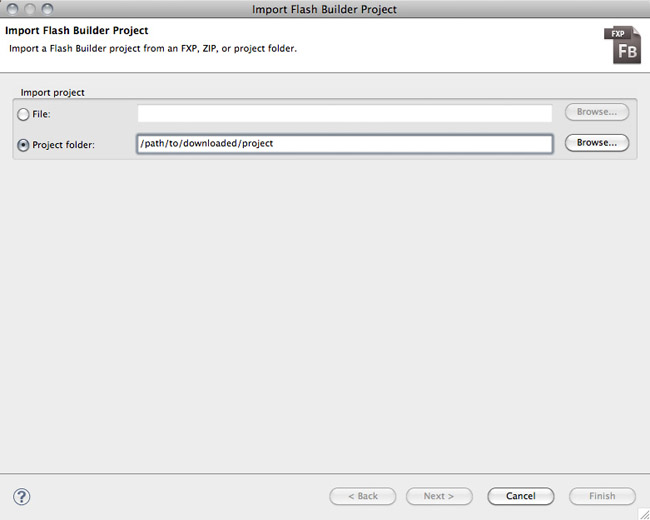 Import Flash Builder Project
Import Flash Builder Project
Import a Flash Builder project from an FXP, ZIP, or project folder.
FXP
FB
Import project
File:
Browse...
Project folder:
/path/to/downloaded/project
Browse...
?
< Back
Next >
Cancel
Finish